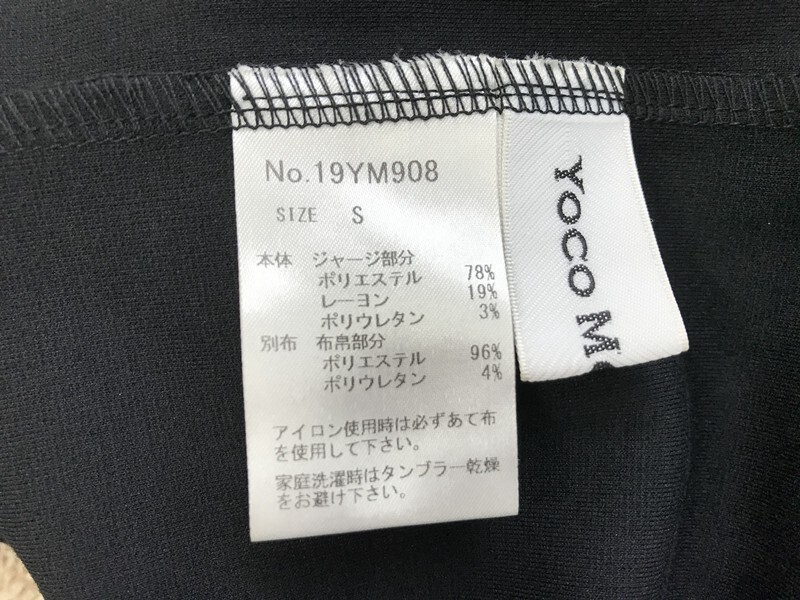 No.19YM908
SIZE S
本体 ジャージ部分
ポリエステル 78%
レーヨン 19%
ポリウレタン 3%
別布 布帛部分
ポリエステル 96%
ポリウレタン 4%
アイロン使用時は必ずあて布
を使用して下さい。
家庭洗濯時はタンブラー乾燥
をお避け下さい。
YOCO M